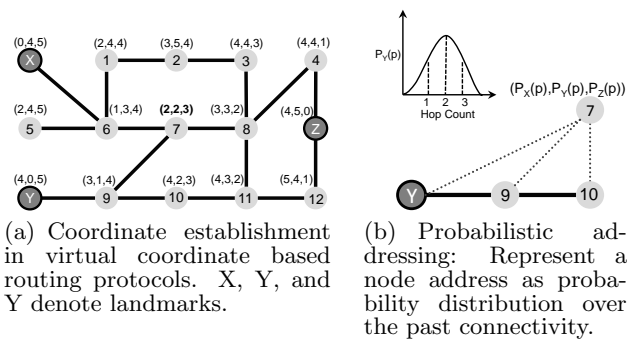 (0,4,5) (2,4,4) (3,5,4) (4,4,3) (4,4,1)
X 1 2 3 4
(2,4,5) (1,3,4) (2,2,3) (3,3,2) (4,5,0)
5 6 7 8 Z
(4,0,5) (3,1,4) (4,2,3) (4,3,2) (5,4,1)
Y 9 10 11 12
(a) Coordinate establishment
in virtual coordinate based
routing protocols. X, Y, and
Y denote landmarks.
P_Y(p)
1 2 3
Hop Count
(P_X(p),P_Y(p),P_Z(p))
7
Y 9 10
(b) Probabilistic ad-
dressing: Represent a
node address as proba-
bility distribution over
the past connectivity.